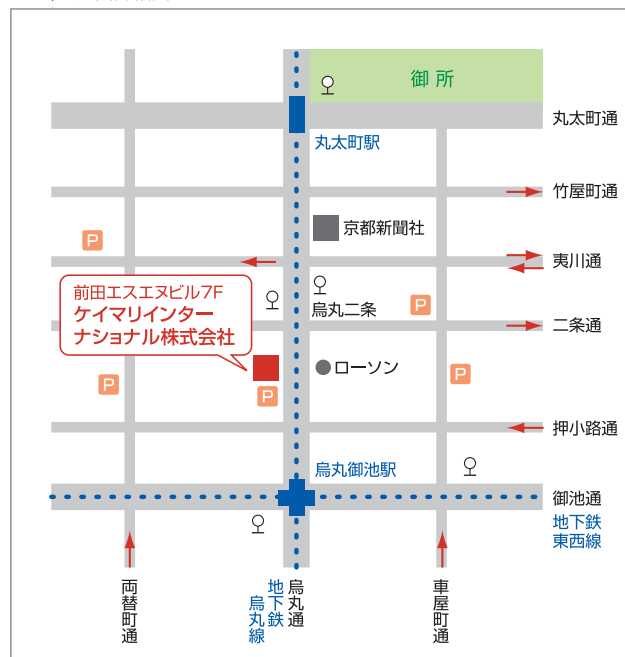 御所
丸太町通
丸太町駅
竹屋町通
京都新聞社
P
夷川通
前田エスエヌビル7F
ケイマリインター
ナショナル株式会社
烏丸二条
P
二条通
ローソン
P
P
P
押小路通
烏丸御池駅
御池通
地下鉄
東西線
両替町通
地下鉄
烏丸線
烏丸通
車屋町通